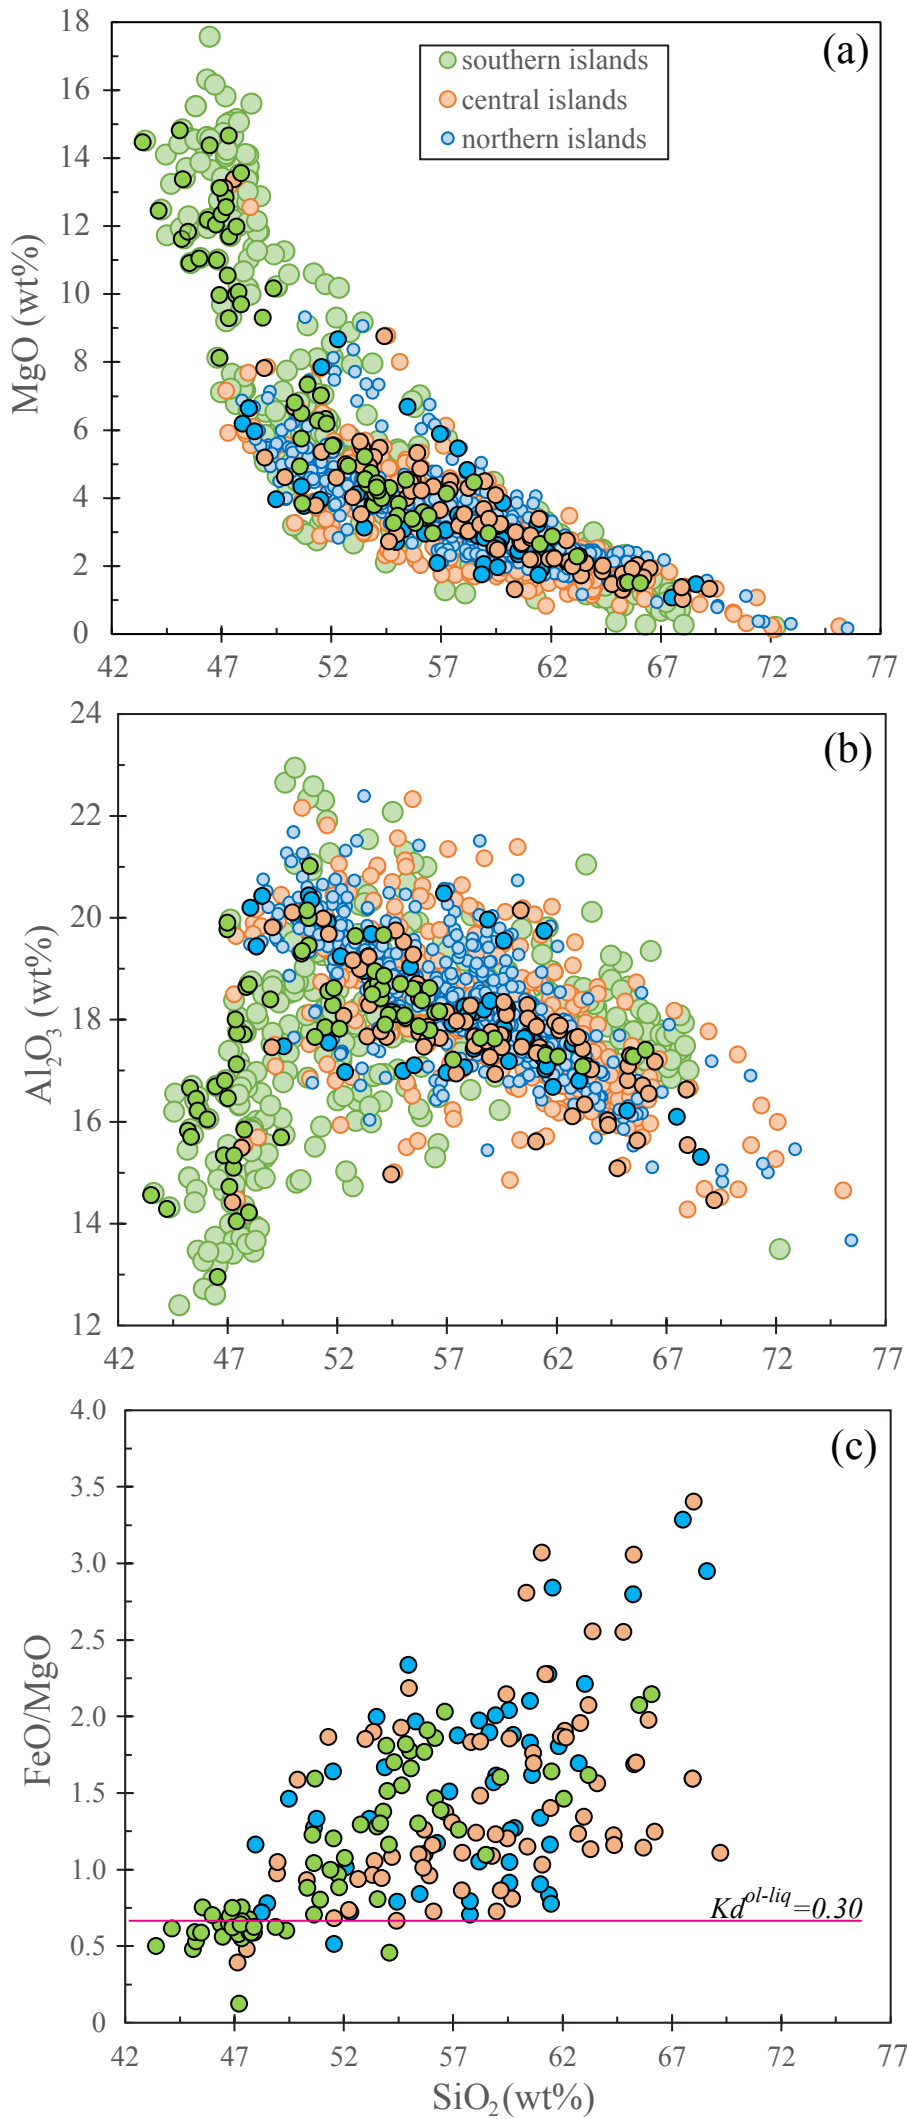 18
16
14
12
10
8
6
4
2
0
MgO (wt%)
(a)
southern islands
central islands
northern islands
42 47 52 57 62 67 72 77
24
22
20
18
16
14
12
Al₂O₃ (wt%)
(b)
42 47 52 57 62 67 72 77
4.0
3.5
3.0
2.5
2.0
1.5
1.0
0.5
0
FeO/MgO
(c)
Kd^ol-liq=0.30
42 47 52 57 62 67 72 77
SiO₂(wt%)